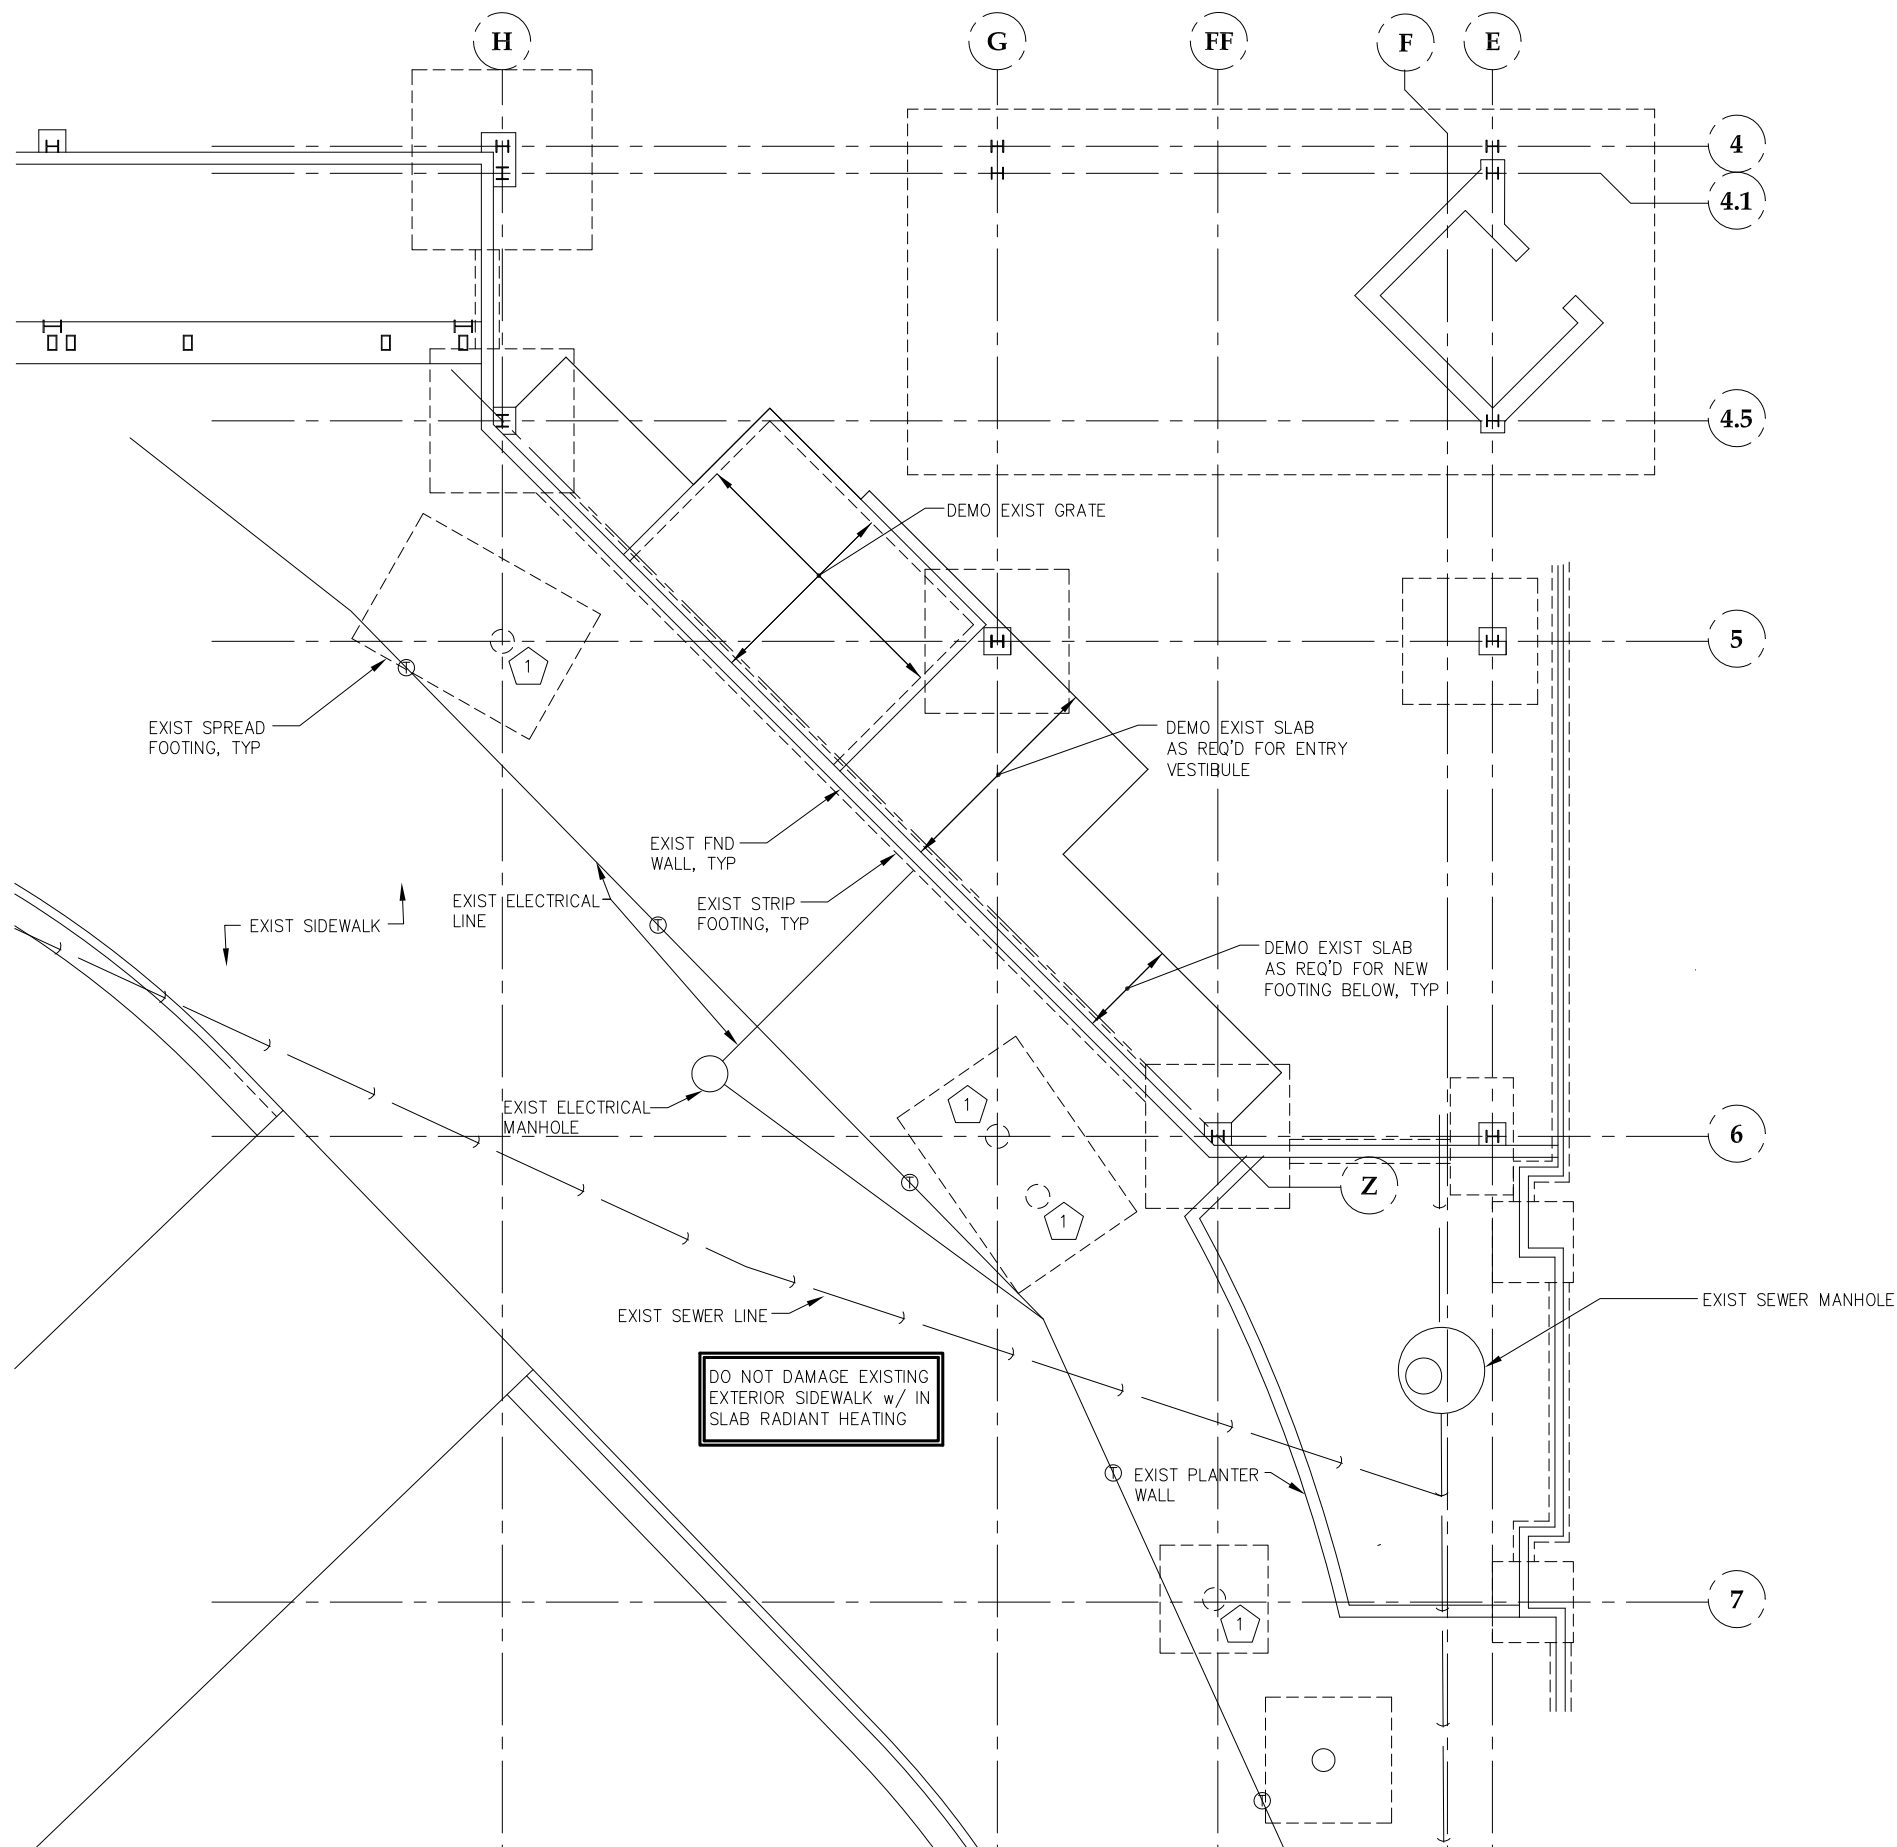 H
G
FF
F
E
4
4.1
4.5
DEMO EXIST GRATE
5
1
EXIST SPREAD
FOOTING, TYP
DEMO EXIST SLAB
AS REQ'D FOR ENTRY
VESTIBULE
EXIST FND
WALL, TYP
EXIST ELECTRICAL
LINE
EXIST STRIP
FOOTING, TYP
T
T
EXIST SIDEWALK
DEMO EXIST SLAB
AS REQ'D FOR NEW
FOOTING BELOW, TYP
EXIST ELECTRICAL
MANHOLE
1
6
T
Z
1
EXIST SEWER LINE
EXIST SEWER MANHOLE
DO NOT DAMAGE EXISTING
EXTERIOR SIDEWALK w/ IN
SLAB RADIANT HEATING
T
EXIST PLANTER
WALL
1
7
T